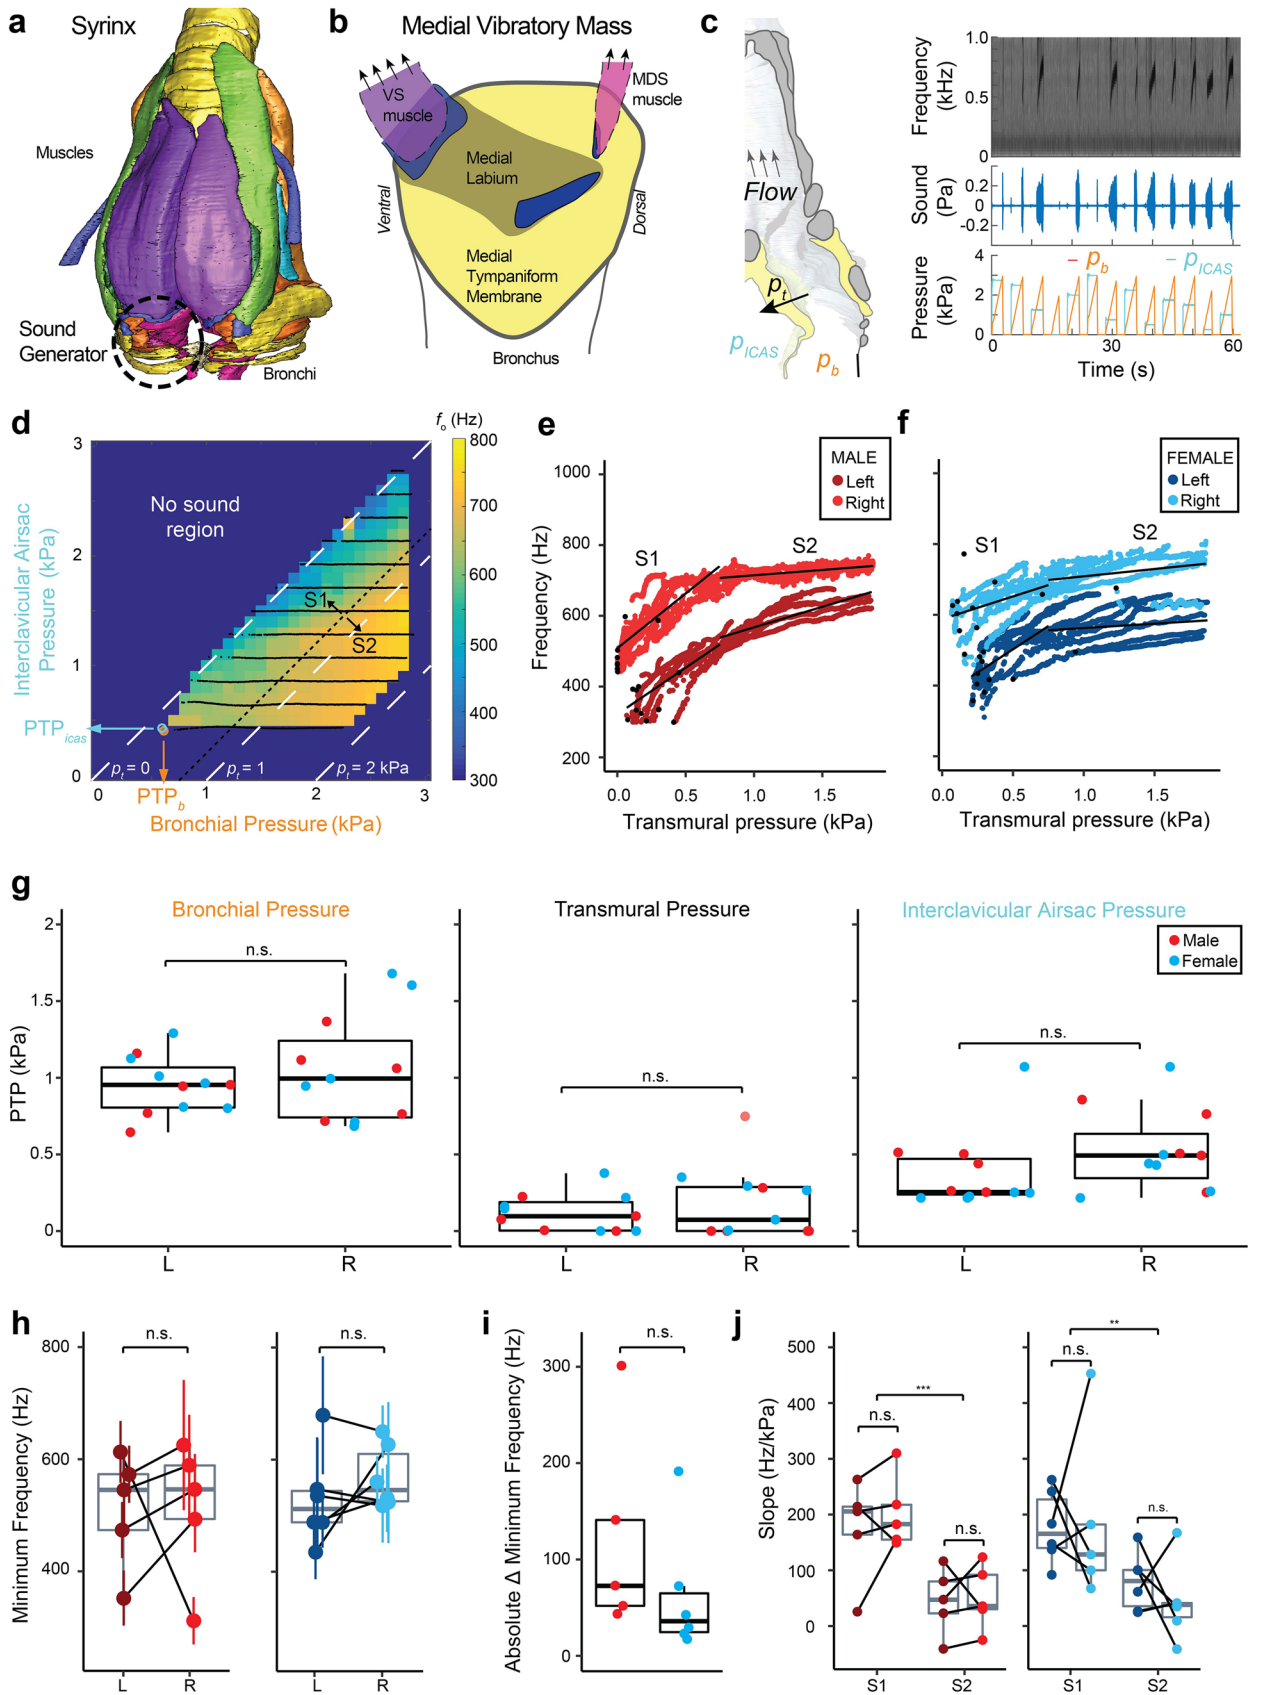 a
Syrinx
Muscles
Sound
Generator
Bronchi
b
Medial Vibratory Mass
VS
muscle
MDS
muscle
Medial
Labium
Ventral
Dorsal
Medial
Tympaniform
Membrane
Bronchus
c
Flow
pt
pICAS
pb
Frequency
(kHz)
1.0
0.5
0
Sound
(Pa)
0.2
0
-0.2
Pressure
(kPa)
4
2
0
– pb
– pICAS
0
30
60
Time (s)
d
fo (Hz)
3
2
1
0
Interclavicular Airsac
Pressure (kPa)
No sound
region
S1
S2
PTPicas
pt = 0
pt = 1
pt = 2 kPa
0
1
2
3
PTPb
Bronchial Pressure (kPa)
800
700
600
500
400
300
e
MALE
Left
Right
Frequency (Hz)
1000
800
600
400
200
S1
S2
0.0
0.5
1.0
1.5
Transmural pressure (kPa)
f
FEMALE
Left
Right
S1
S2
0.0
0.5
1.0
1.5
Transmural pressure (kPa)
g
Bronchial Pressure
Transmural Pressure
Interclavicular Airsac Pressure
Male
Female
PTP (kPa)
2
1.5
1
0.5
0
n.s.
n.s.
n.s.
L
R
L
R
L
R
h
Minimum Frequency (Hz)
800
600
400
n.s.
n.s.
L
R
L
R
i
Absolute Δ Minimum Frequency (Hz)
300
200
100
0
n.s.
j
Slope (Hz/kPa)
500
400
300
200
100
0
***
n.s.
n.s.
**
n.s.
n.s.
S1
S2
S1
S2